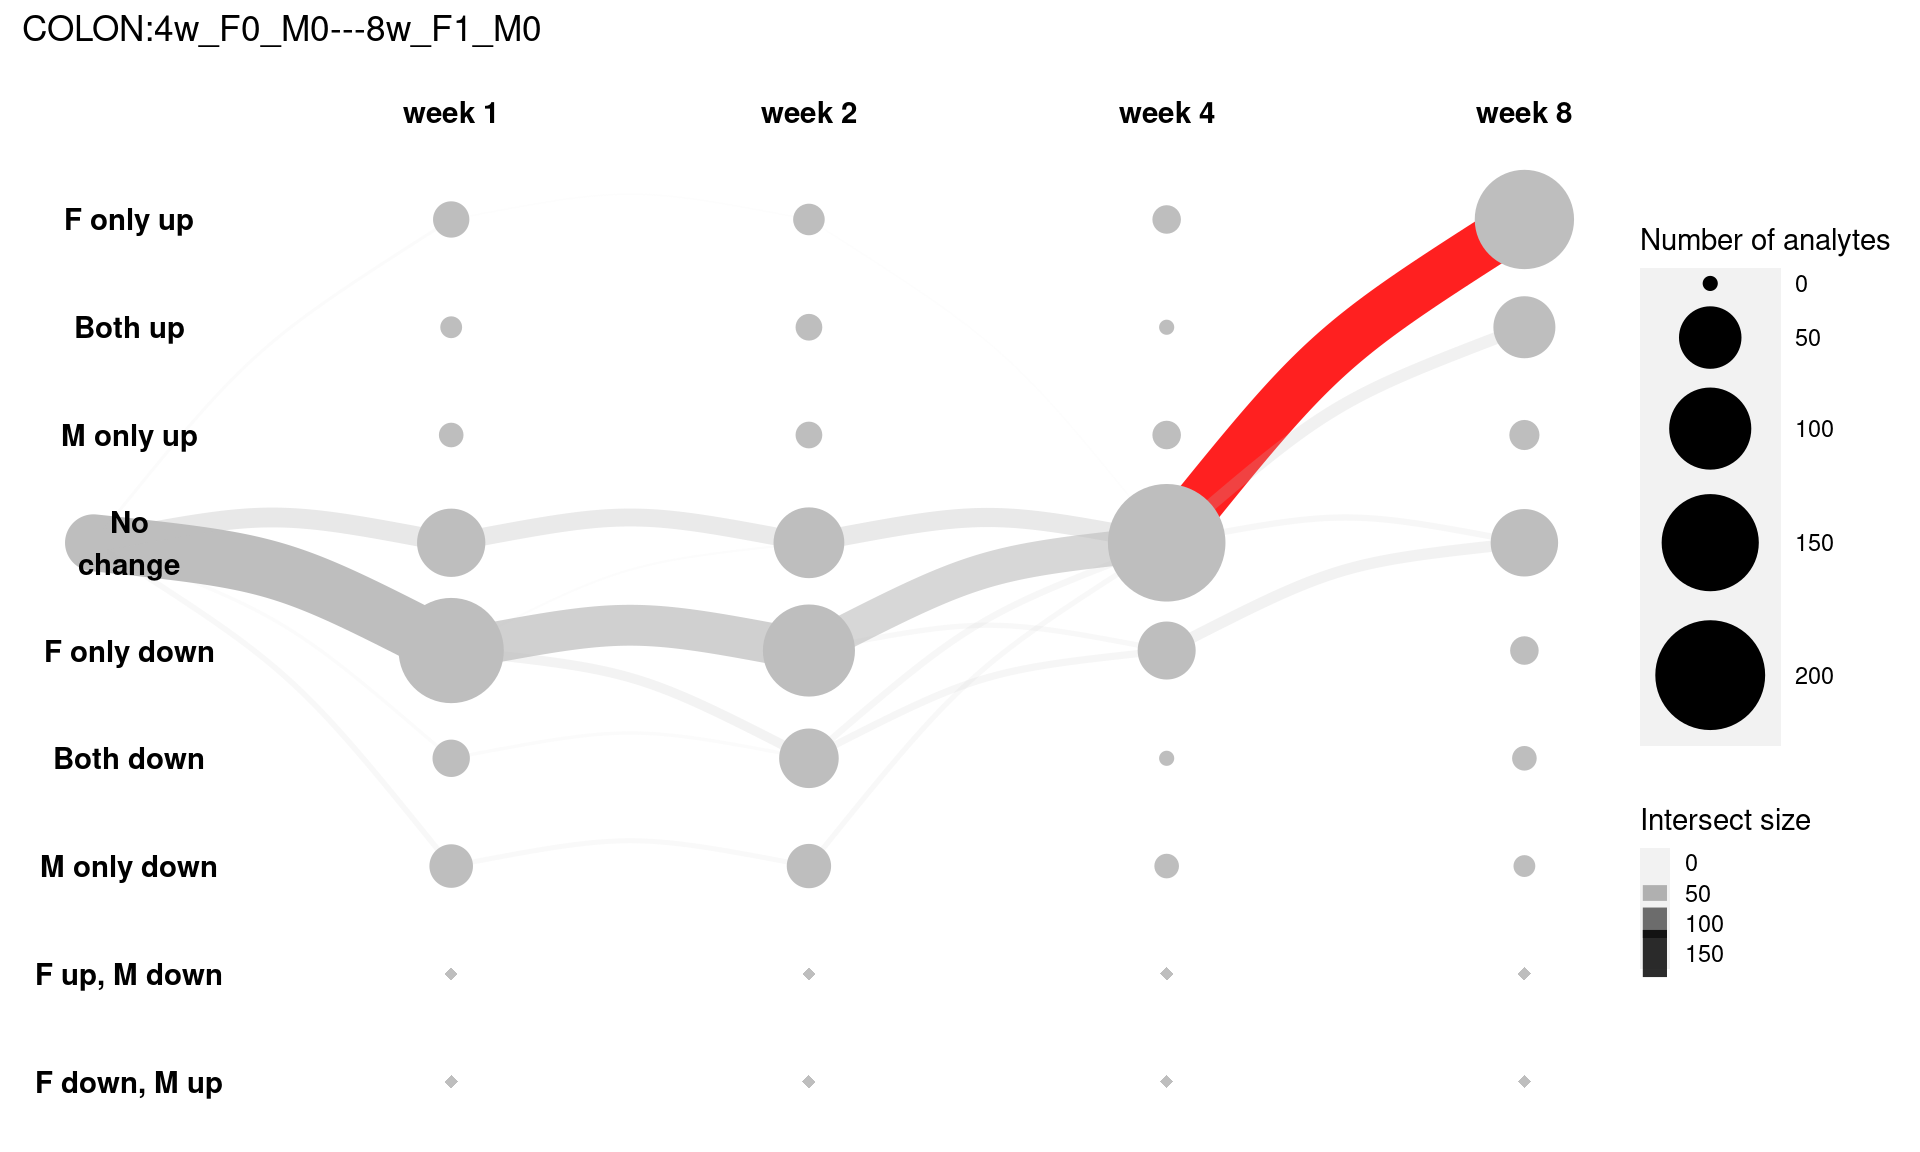 COLON:4w_F0_M0---8w_F1_M0
week 1
week 2
week 4
week 8
F only up
Both up
M only up
No
change
F only down
Both down
M only down
F up, M down
F down, M up
Number of analytes
0
50
100
150
200
Intersect size
0
50
100
150